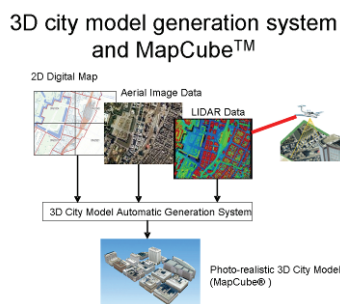 3D city model generation system
and MapCube™
2D Digital Map
Aerial Image Data
LIDAR Data
3D City Model Automatic Generation System
Photo-realistic 3D City Model
(MapCube® )